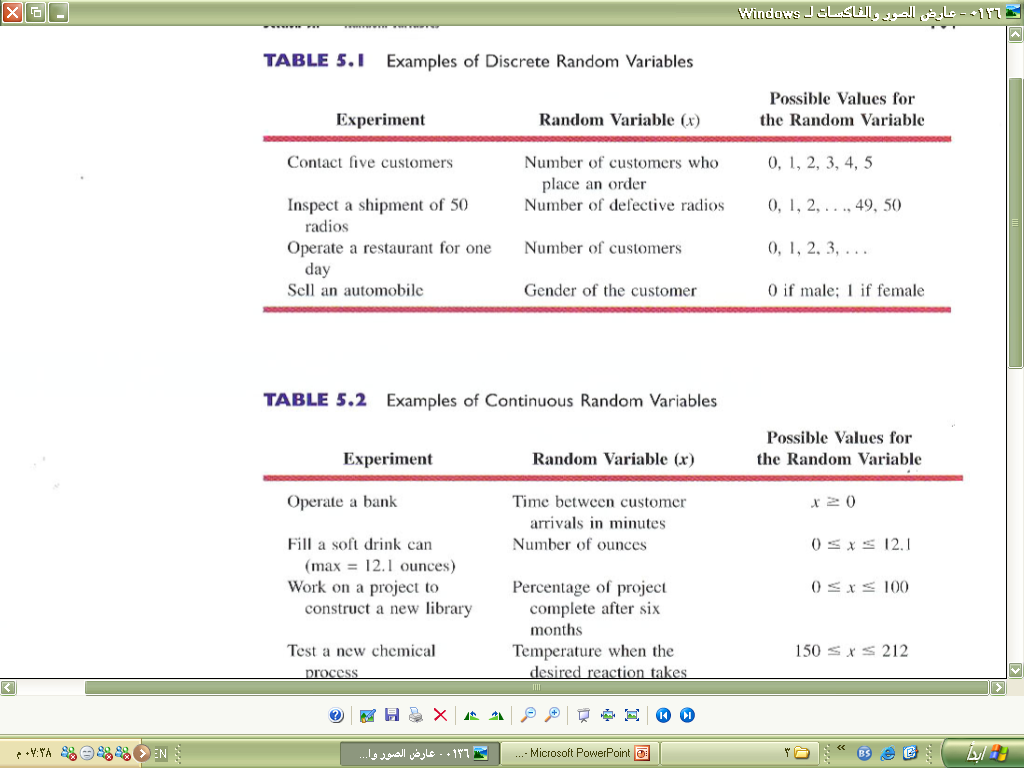 ٠١٣٦ - عارض الصور والفاكسات لـ Windows
TABLE 5.1 Examples of Discrete Random Variables
Possible Values for
Experiment Random Variable (x) the Random Variable
Contact five customers Number of customers who 0, 1, 2, 3, 4, 5
place an order
Inspect a shipment of 50 Number of defective radios 0, 1, 2, . . ., 49, 50
radios
Operate a restaurant for one Number of customers 0, 1, 2, 3, . . .
day
Sell an automobile Gender of the customer 0 if male; 1 if female
TABLE 5.2 Examples of Continuous Random Variables
Possible Values for
Experiment Random Variable (x) the Random Variable
Operate a bank Time between customer x ≥ 0
arrivals in minutes
Fill a soft drink can Number of ounces 0 ≤ x ≤ 12.1
(max = 12.1 ounces)
Work on a project to Percentage of project 0 ≤ x ≤ 100
construct a new library complete after six
months
Test a new chemical Temperature when the 150 ≤ x ≤ 212
process desired reaction takes
٠٧:٣٨ م EN ٠١٣٦ - عارض الصور وا... Microsoft PowerPoint -... ٣ BS ابدأ